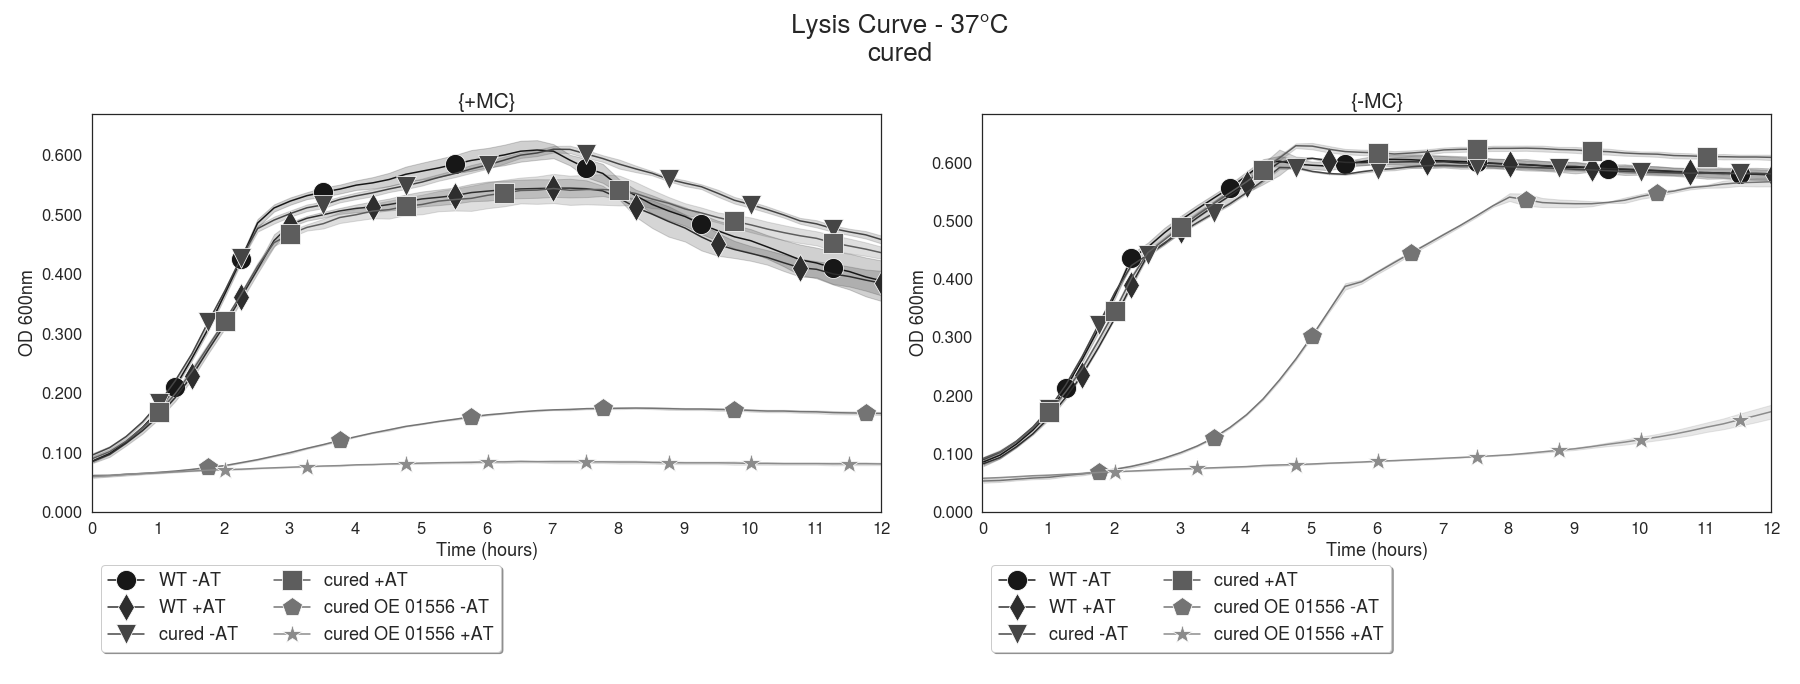 Lysis Curve - 37°C
cured
{+MC}
OD 600nm
0.600
0.500
0.400
0.300
0.200
0.100
0.000
0 1 2 3 4 5 6 7 8 9 10 11 12
Time (hours)
WT -AT
WT +AT
cured -AT
cured +AT
cured OE 01556 -AT
cured OE 01556 +AT
{-MC}
OD 600nm
0.600
0.500
0.400
0.300
0.200
0.100
0.000
0 1 2 3 4 5 6 7 8 9 10 11 12
Time (hours)
WT -AT
WT +AT
cured -AT
cured +AT
cured OE 01556 -AT
cured OE 01556 +AT